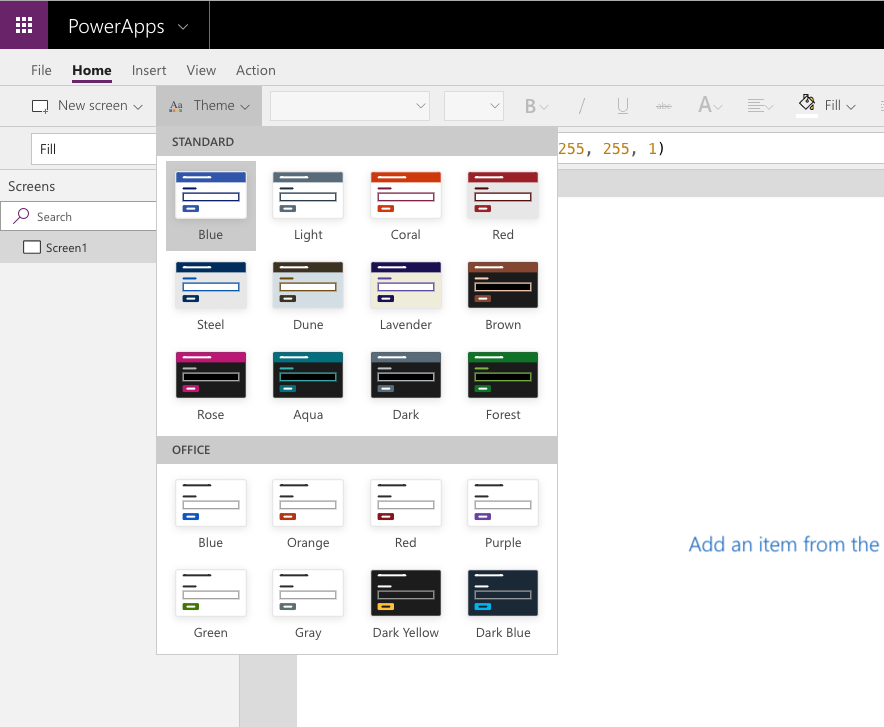 PowerApps
File Home Insert View Action
New screen Aa Theme B / U abc A Fill
Fill 255, 255, 1)
STANDARD
Screens
Search
Screen1
Blue Light Coral Red
Steel Dune Lavender Brown
Rose Aqua Dark Forest
OFFICE
Blue Orange Red Purple
Add an item from the
Green Gray Dark Yellow Dark Blue